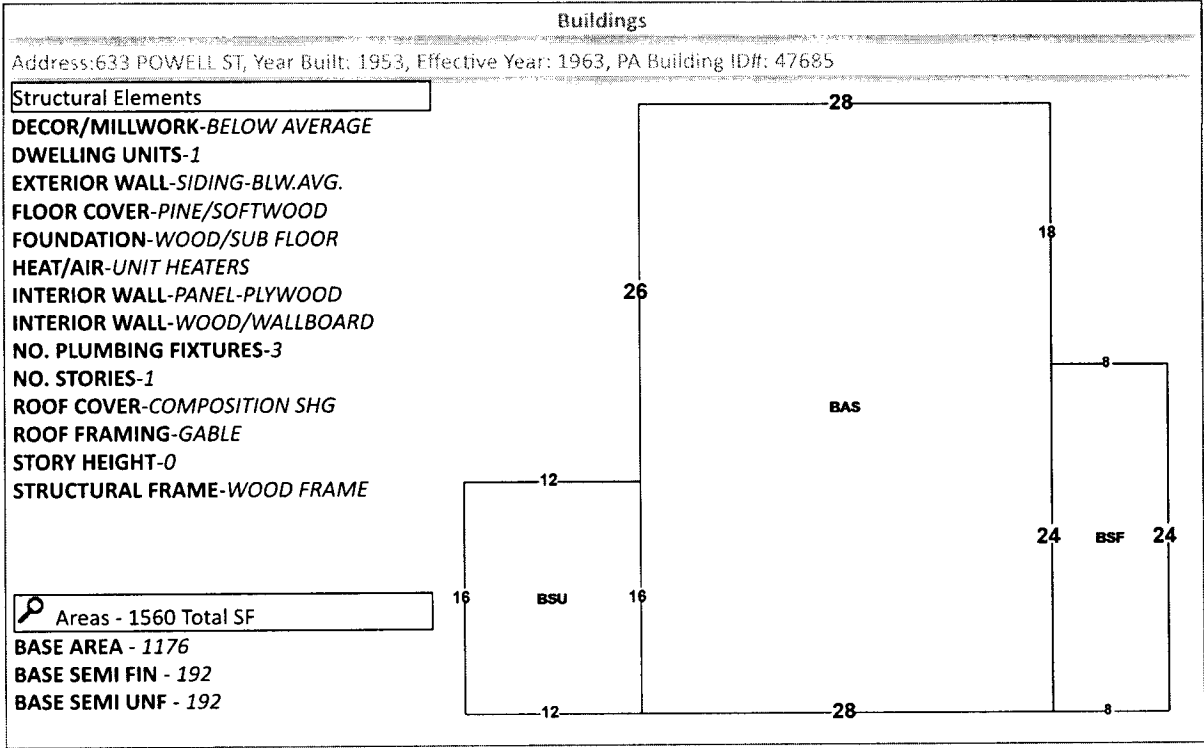 Buildings
Address:633 POWELL ST, Year Built: 1953, Effective Year: 1963, PA Building ID#: 47685
Structural Elements
DECOR/MILLWORK-BELOW AVERAGE
DWELLING UNITS-1
EXTERIOR WALL-SIDING-BLW.AVG.
FLOOR COVER-PINE/SOFTWOOD
FOUNDATION-WOOD/SUB FLOOR
HEAT/AIR-UNIT HEATERS
INTERIOR WALL-PANEL-PLYWOOD
INTERIOR WALL-WOOD/WALLBOARD
NO. PLUMBING FIXTURES-3
NO. STORIES-1
ROOF COVER-COMPOSITION SHG
ROOF FRAMING-GABLE
STORY HEIGHT-0
STRUCTURAL FRAME-WOOD FRAME
Areas - 1560 Total SF
BASE AREA - 1176
BASE SEMI FIN - 192
BASE SEMI UNF - 192
28
18
26
8
BAS
12
24
BSF
24
16
BSU
16
12
28
8